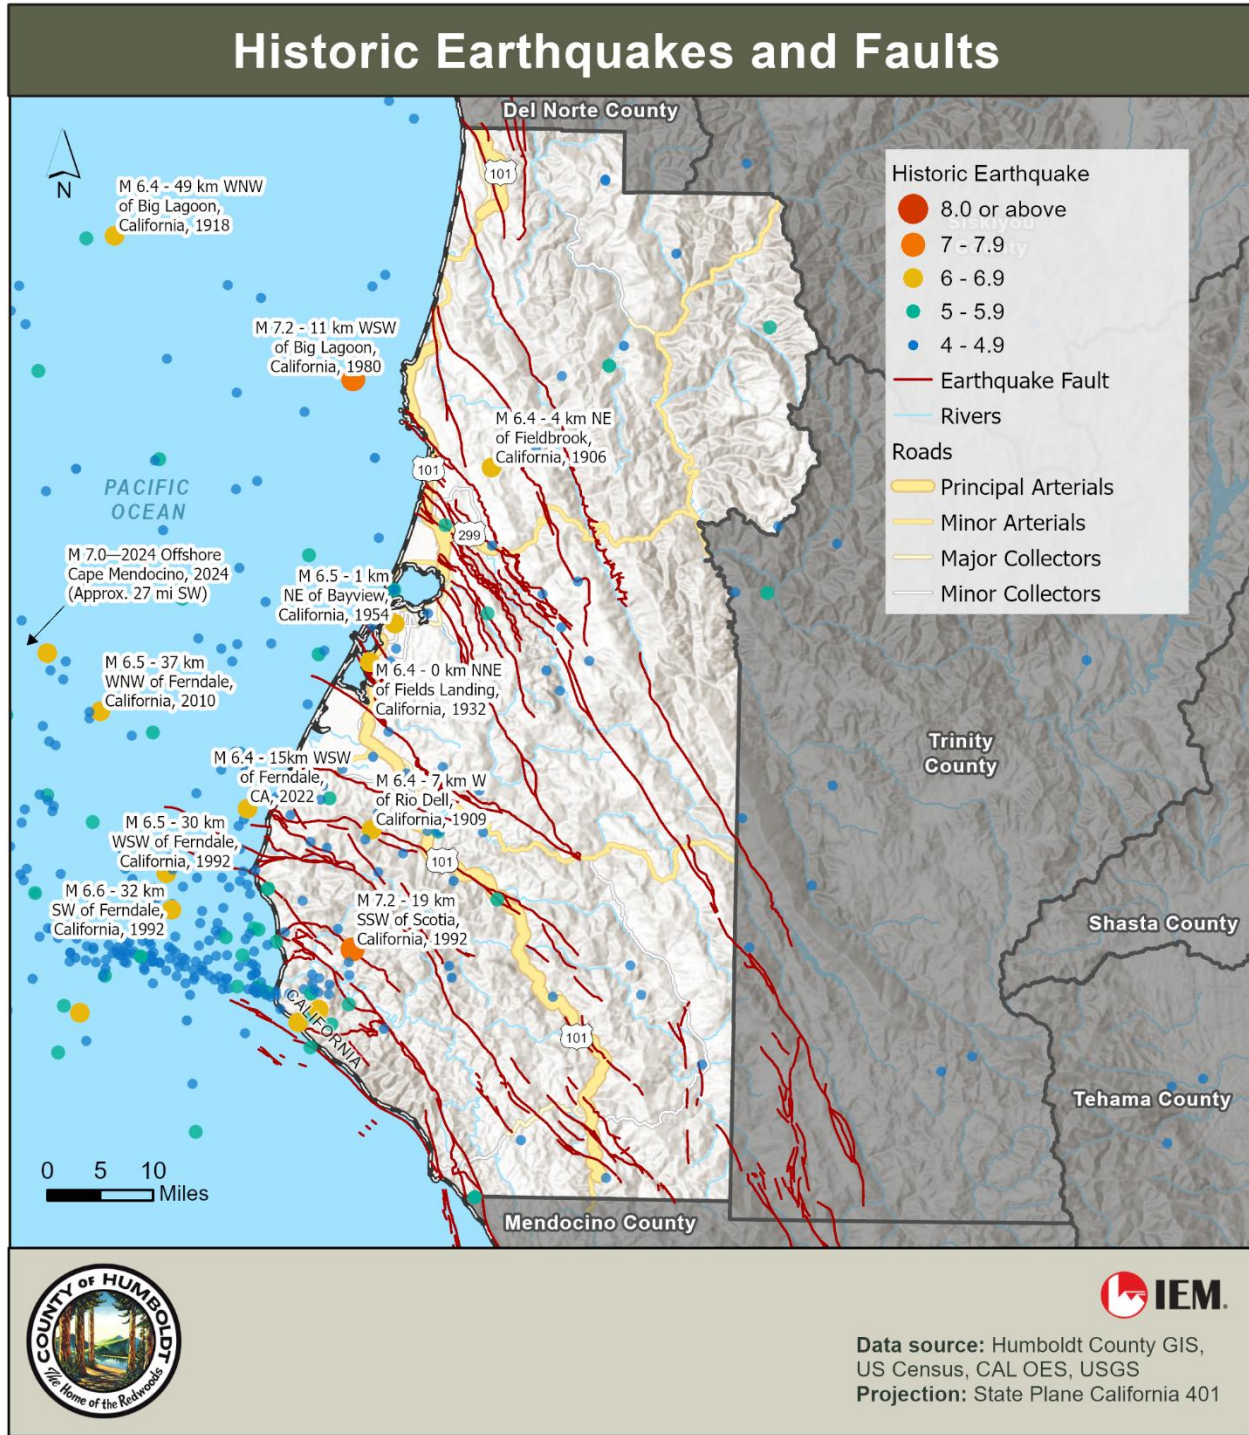 Historic Earthquakes and Faults
Del Norte County
N
M 6.4 - 49 km WNW
of Big Lagoon,
California, 1918
101
Historic Earthquake
8.0 or above
7 - 7.9
6 - 6.9
5 - 5.9
4 - 4.9
Earthquake Fault
Rivers
Roads
Principal Arterials
Minor Arterials
Major Collectors
Minor Collectors
Siskiyou
County
M 7.2 - 11 km WSW
of Big Lagoon,
California, 1980
M 6.4 - 4 km NE
of Fieldbrook,
California, 1906
101
PACIFIC
OCEAN
299
M 7.0—2024 Offshore
Cape Mendocino, 2024
(Approx. 27 mi SW)
M 6.5 - 1 km
NE of Bayview,
California, 1954
M 6.5 - 37 km
WNW of Ferndale,
California, 2010
M 6.4 - 0 km NNE
of Fields Landing,
California, 1932
Trinity
County
M 6.4 - 15km WSW
of Ferndale,
CA, 2022
M 6.4 - 7 km W
of Rio Dell,
California, 1909
M 6.5 - 30 km
WSW of Ferndale,
California, 1992
101
M 6.6 - 32 km
SW of Ferndale,
California, 1992
M 7.2 - 19 km
SSW of Scotia,
California, 1992
Shasta County
CALIFORNIA
101
Tehama County
0 5 10
Miles
Mendocino County
COUNTY OF HUMBOLDT
The Home of the Redwoods
IEM.
Data source: Humboldt County GIS,
US Census, CAL OES, USGS
Projection: State Plane California 401